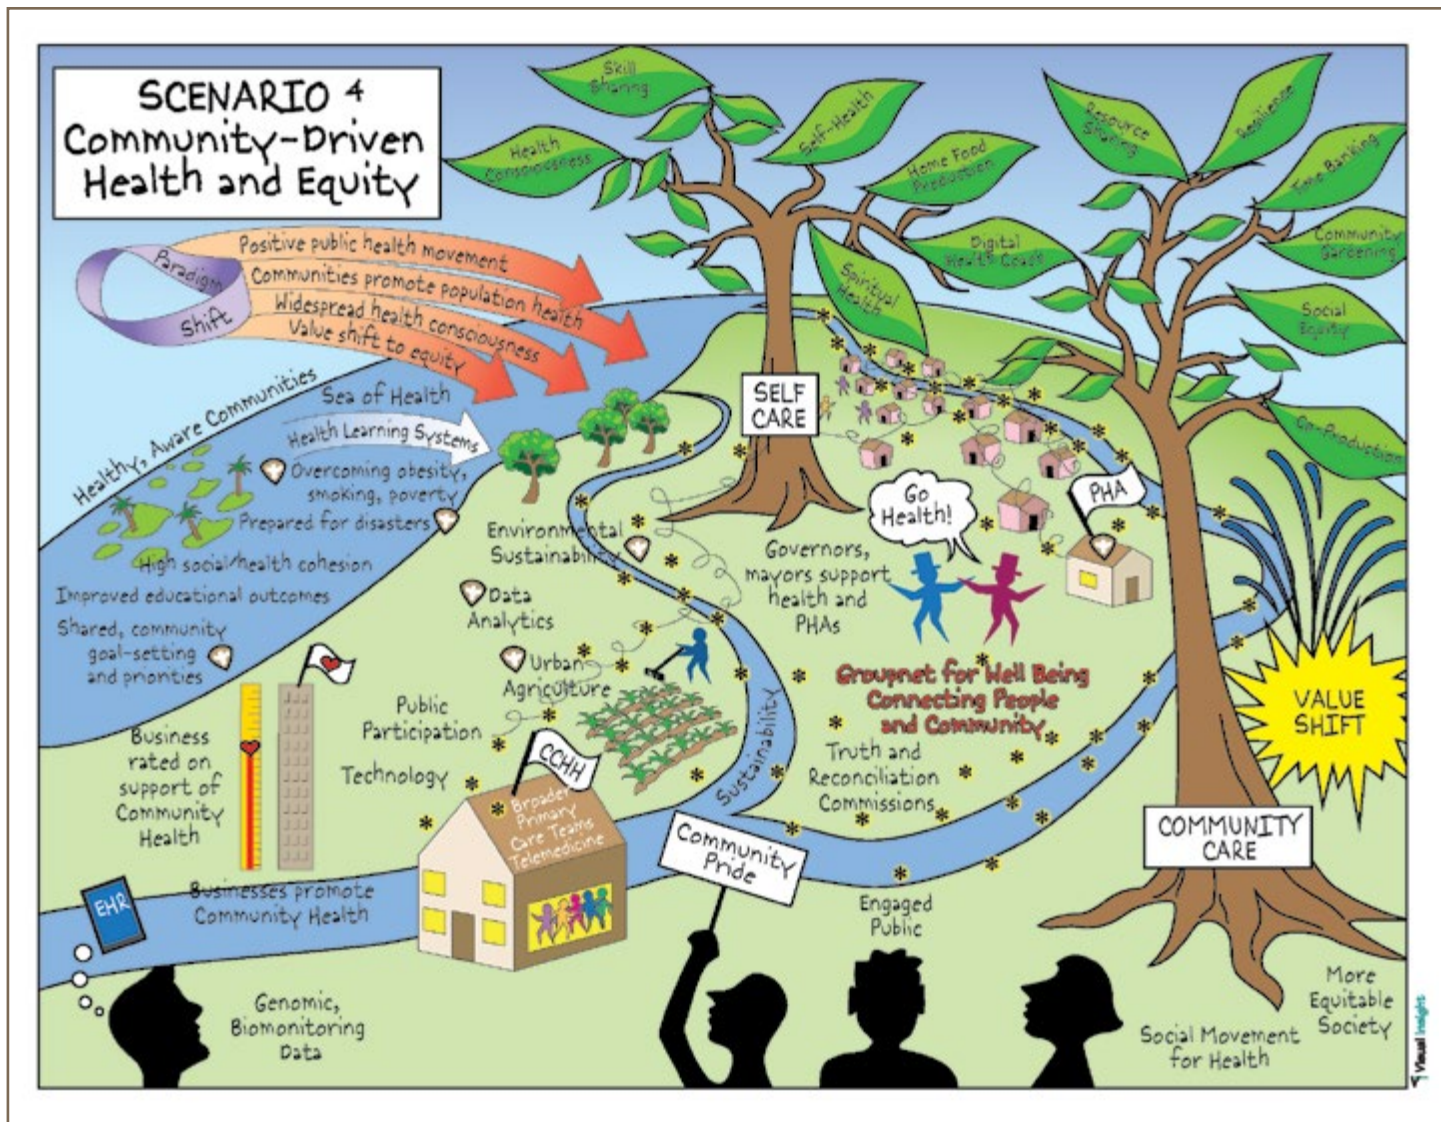 SCENARIO 4
Community-Driven
Health and Equity
Paradigm
Shift
Positive public health movement
Communities promote population health
Widespread health consciousness
Value shift to equity
Healthy, Aware Communities
Sea of Health
Health Learning Systems
Overcoming obesity,
smoking, poverty
Prepared for disasters
High social/health cohesion
Improved educational outcomes
Shared, community
goal-setting
and priorities
Skill
Sharing
Health
Consciousness
Self-Health
Home Food
Production
Digital
Health Coach
Spiritual
Health
SELF
CARE
Resource
Sharing
Resilience
Time Banking
Community
Gardening
Social
Equity
Co-Production
Environmental
Sustainability
Data
Analytics
Urban
Agriculture
Public
Participation
Technology
Go
Health!
PHA
Governors,
mayors support
health and
PHAs
Groupnet for Well Being
Connecting People
and Community
Truth and
Reconciliation
Commissions
Sustainability
VALUE
SHIFT
Business
rated on
support of
Community
Health
Businesses promote
Community Health
CCHH
Broader
Primary
Care Teams
Telemedicine
Community
Pride
COMMUNITY
CARE
EHR
Engaged
Public
Genomic,
Biomonitoring
Data
Social Movement
for Health
More
Equitable
Society
Visual Insight